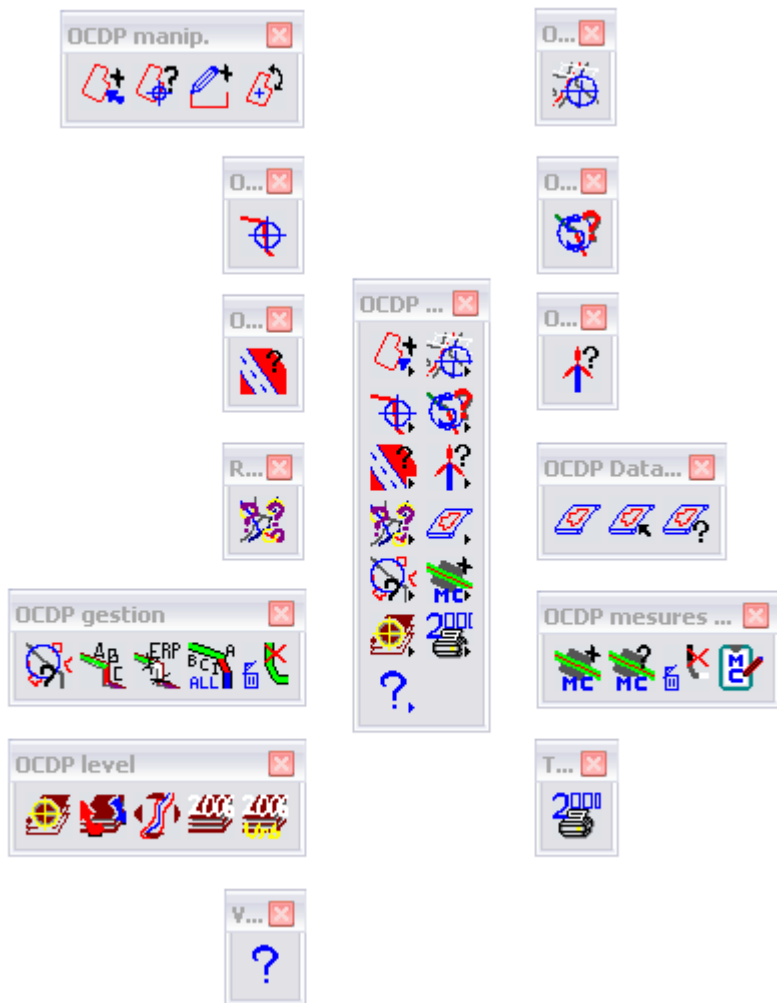 OCDP manip.
O...
O...
O...
OCDP ...
O...
O...
R...
OCDP Data...
OCDP gestion
OCDP mesures ...
OCDP level
T...
V...